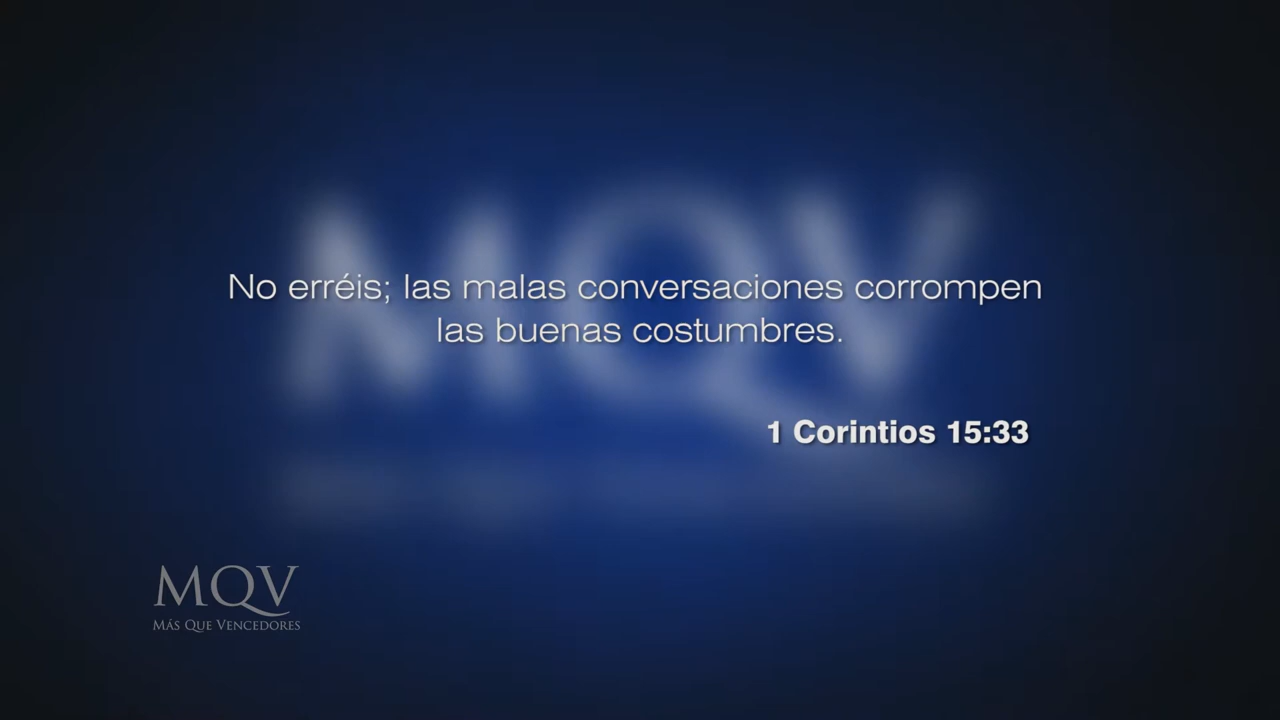 No erréis; las malas conversaciones corrompen
las buenas costumbres.
1 Corintios 15:33
MQV
MÁS QUE VENCEDORES